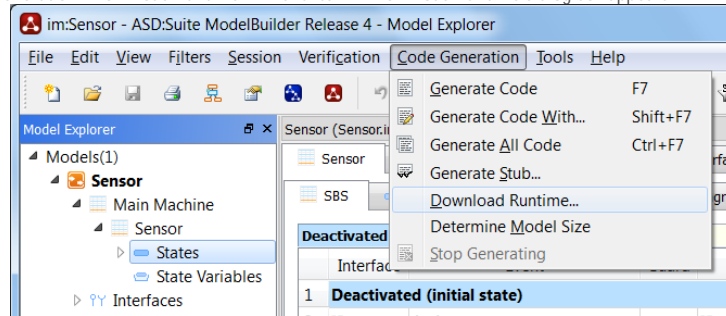 im:Sensor - ASD:Suite ModelBuilder Release 4 - Model Explorer
File Edit View Filters Session Verification Code Generation Tools Help
Generate Code F7
Generate Code With... Shift+F7
Generate All Code Ctrl+F7
Generate Stub...
Download Runtime...
Determine Model Size
Stop Generating
Model Explorer
Models(1)
Sensor
Main Machine
Sensor
States
State Variables
Interfaces
Sensor (Sensor.i
Sensor
SBS
Deactivated
Interface
1 Deactivated (initial state)